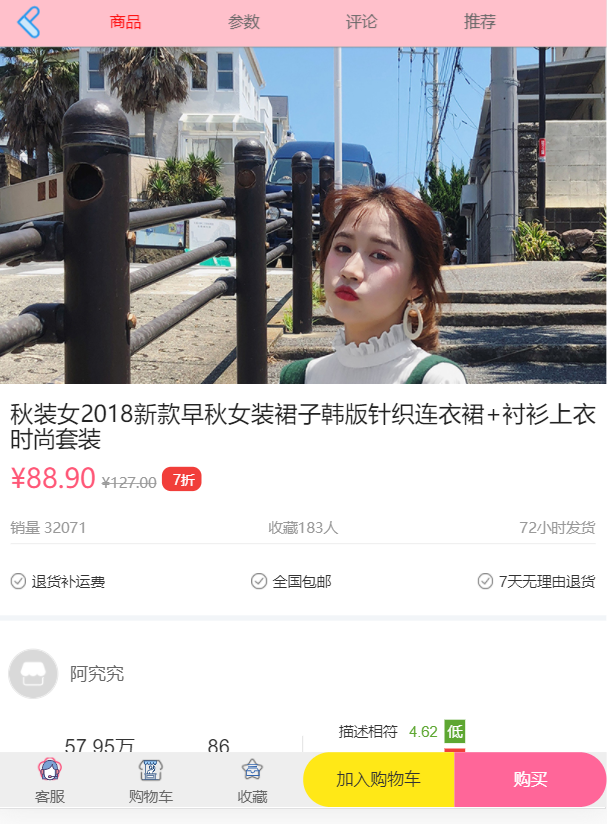 商品 参数 评论 推荐
秋装女2018新款早秋女装裙子韩版针织连衣裙+衬衫上衣
时尚套装
¥88.90 ¥127.00 7折
销量 32071 收藏183人 72小时发货
退货补运费 全国包邮 7天无理由退货
阿究究
描述相符 4.62 低
57.95万 86
客服 购物车 收藏 加入购物车 购买